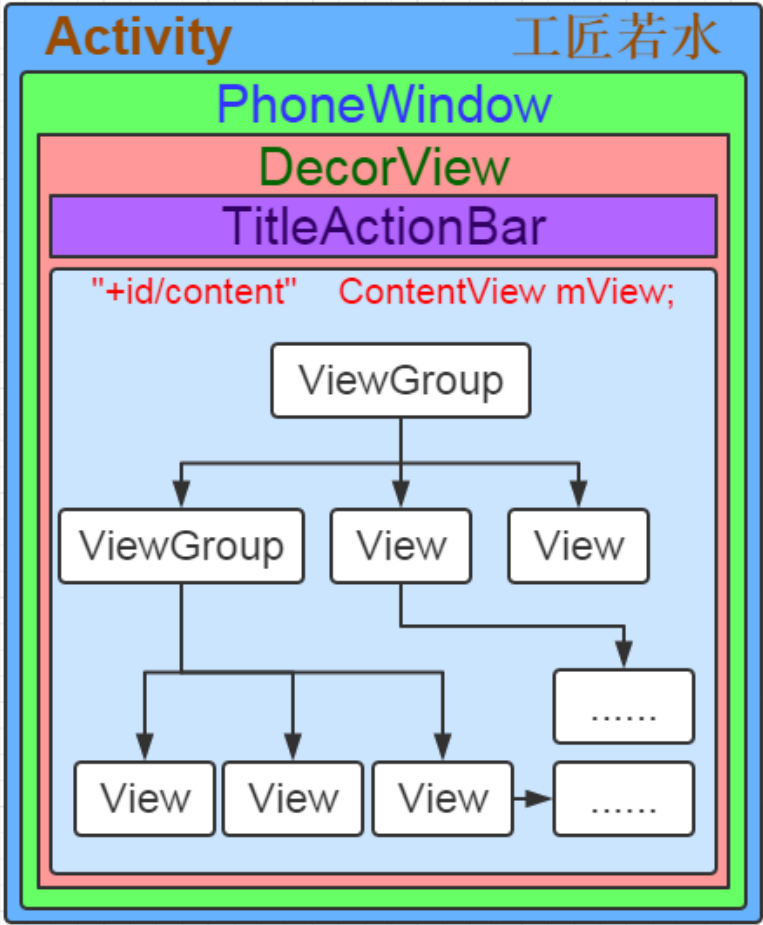 Activity 工匠若水
PhoneWindow
DecorView
TitleActionBar
"+id/content" ContentView mView;
ViewGroup
ViewGroup View View
......
View View View ......